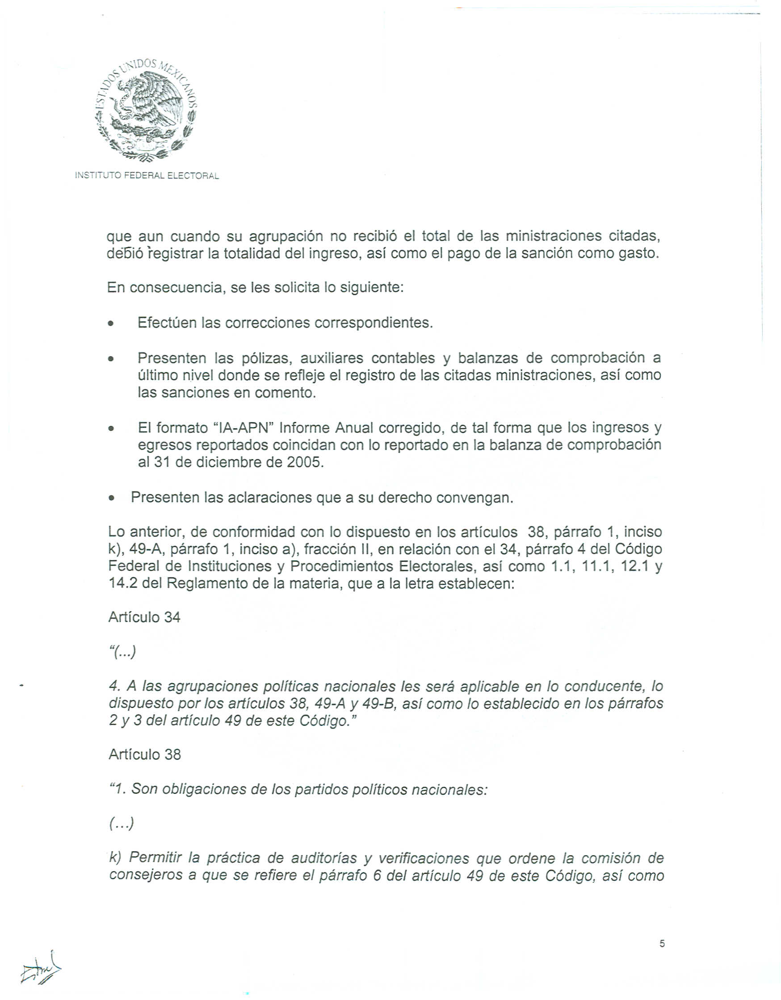 ESTADOS UNIDOS MEXICANOS
INSTITUTO FEDERAL ELECTORAL
que aun cuando su agrupación no recibió el total de las ministraciones citadas,
debió registrar la totalidad del ingreso, así como el pago de la sanción como gasto.
En consecuencia, se les solicita lo siguiente:
• Efectúen las correcciones correspondientes.
• Presenten las pólizas, auxiliares contables y balanzas de comprobación a
último nivel donde se refleje el registro de las citadas ministraciones, así como
las sanciones en comento.
• El formato “IA-APN” Informe Anual corregido, de tal forma que los ingresos y
egresos reportados coincidan con lo reportado en la balanza de comprobación
al 31 de diciembre de 2005.
• Presenten las aclaraciones que a su derecho convengan.
Lo anterior, de conformidad con lo dispuesto en los artículos 38, párrafo 1, inciso
k), 49-A, párrafo 1, inciso a), fracción II, en relación con el 34, párrafo 4 del Código
Federal de Instituciones y Procedimientos Electorales, así como 1.1, 11.1, 12.1 y
14.2 del Reglamento de la materia, que a la letra establecen:
Artículo 34
“(...)
4. A las agrupaciones políticas nacionales les será aplicable en lo conducente, lo
dispuesto por los artículos 38, 49-A y 49-B, así como lo establecido en los párrafos
2 y 3 del artículo 49 de este Código.”
Artículo 38
“1. Son obligaciones de los partidos políticos nacionales:
(...)
k) Permitir la práctica de auditorías y verificaciones que ordene la comisión de
consejeros a que se refiere el párrafo 6 del artículo 49 de este Código, así como
5